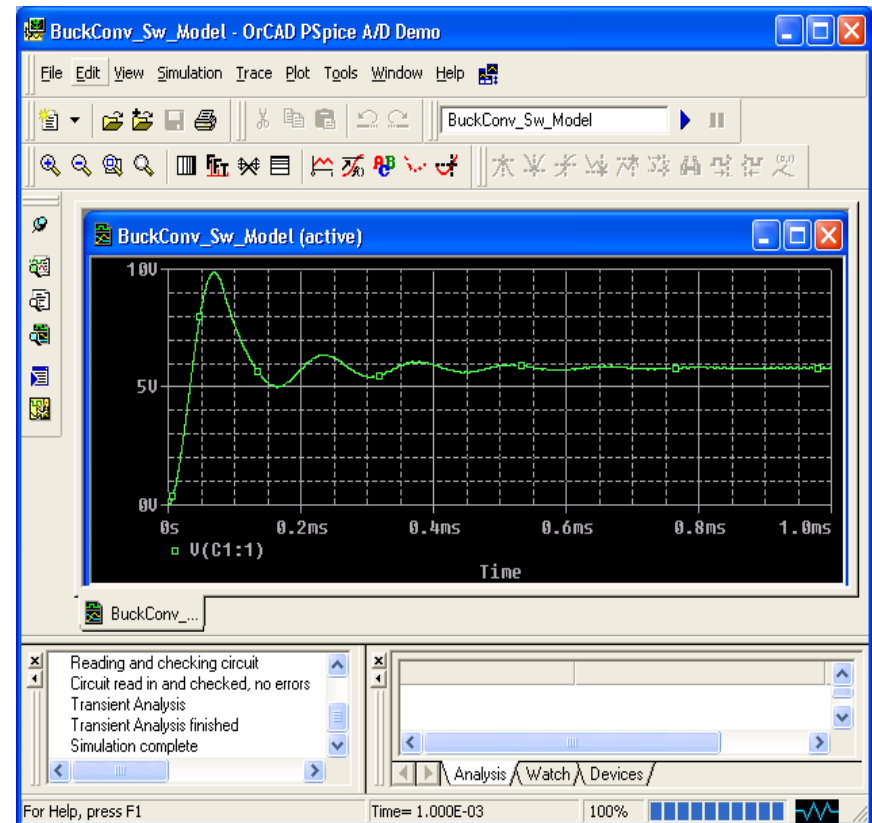 BuckConv_Sw_Model - OrCAD PSpice A/D Demo
File Edit View Simulation Trace Plot Tools Window Help
BuckConv_Sw_Model
FFT
BuckConv_Sw_Model (active)
10V
5V
0V
0s 0.2ms 0.4ms 0.6ms 0.8ms 1.0ms
V(C1:1)
Time
BuckConv_...
Reading and checking circuit
Circuit read in and checked, no errors
Transient Analysis
Transient Analysis finished
Simulation complete
Analysis Watch Devices
For Help, press F1 Time= 1.000E-03 100%